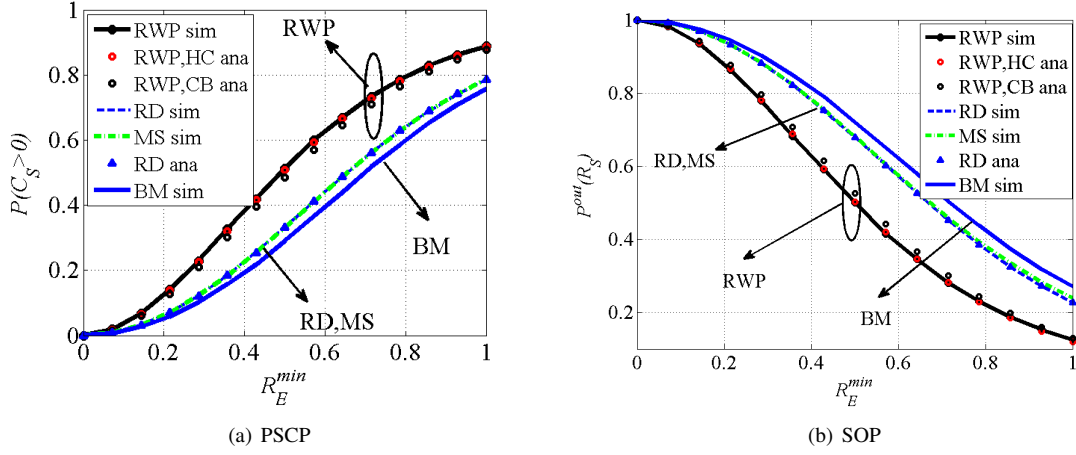 P(C_S>0)
1
0.8
0.6
0.4
0.2
0
0
0.2
0.4
0.6
0.8
1
R_E^min
RWP sim
RWP,HC ana
RWP,CB ana
RD sim
MS sim
RD ana
BM sim
RWP
BM
RD,MS
(a) PSCP
P^out(R_S)
1
0.8
0.6
0.4
0.2
0
0.2
0.4
0.6
0.8
1
R_E^min
RWP sim
RWP,HC ana
RWP,CB ana
RD sim
MS sim
RD ana
BM sim
RD,MS
RWP
BM
(b) SOP